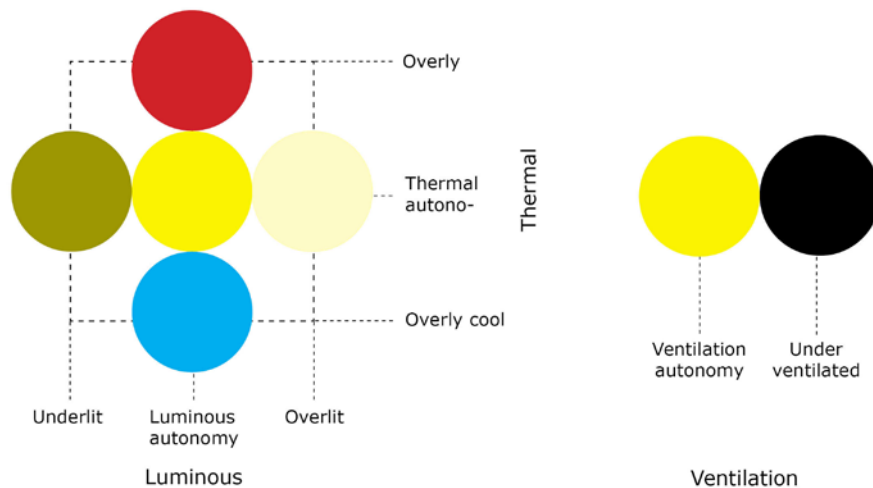 Overly
Thermal
autono-
Overly cool
Thermal
Underlit
Luminous
autonomy
Overlit
Luminous
Ventilation
autonomy
Under
ventilated
Ventilation